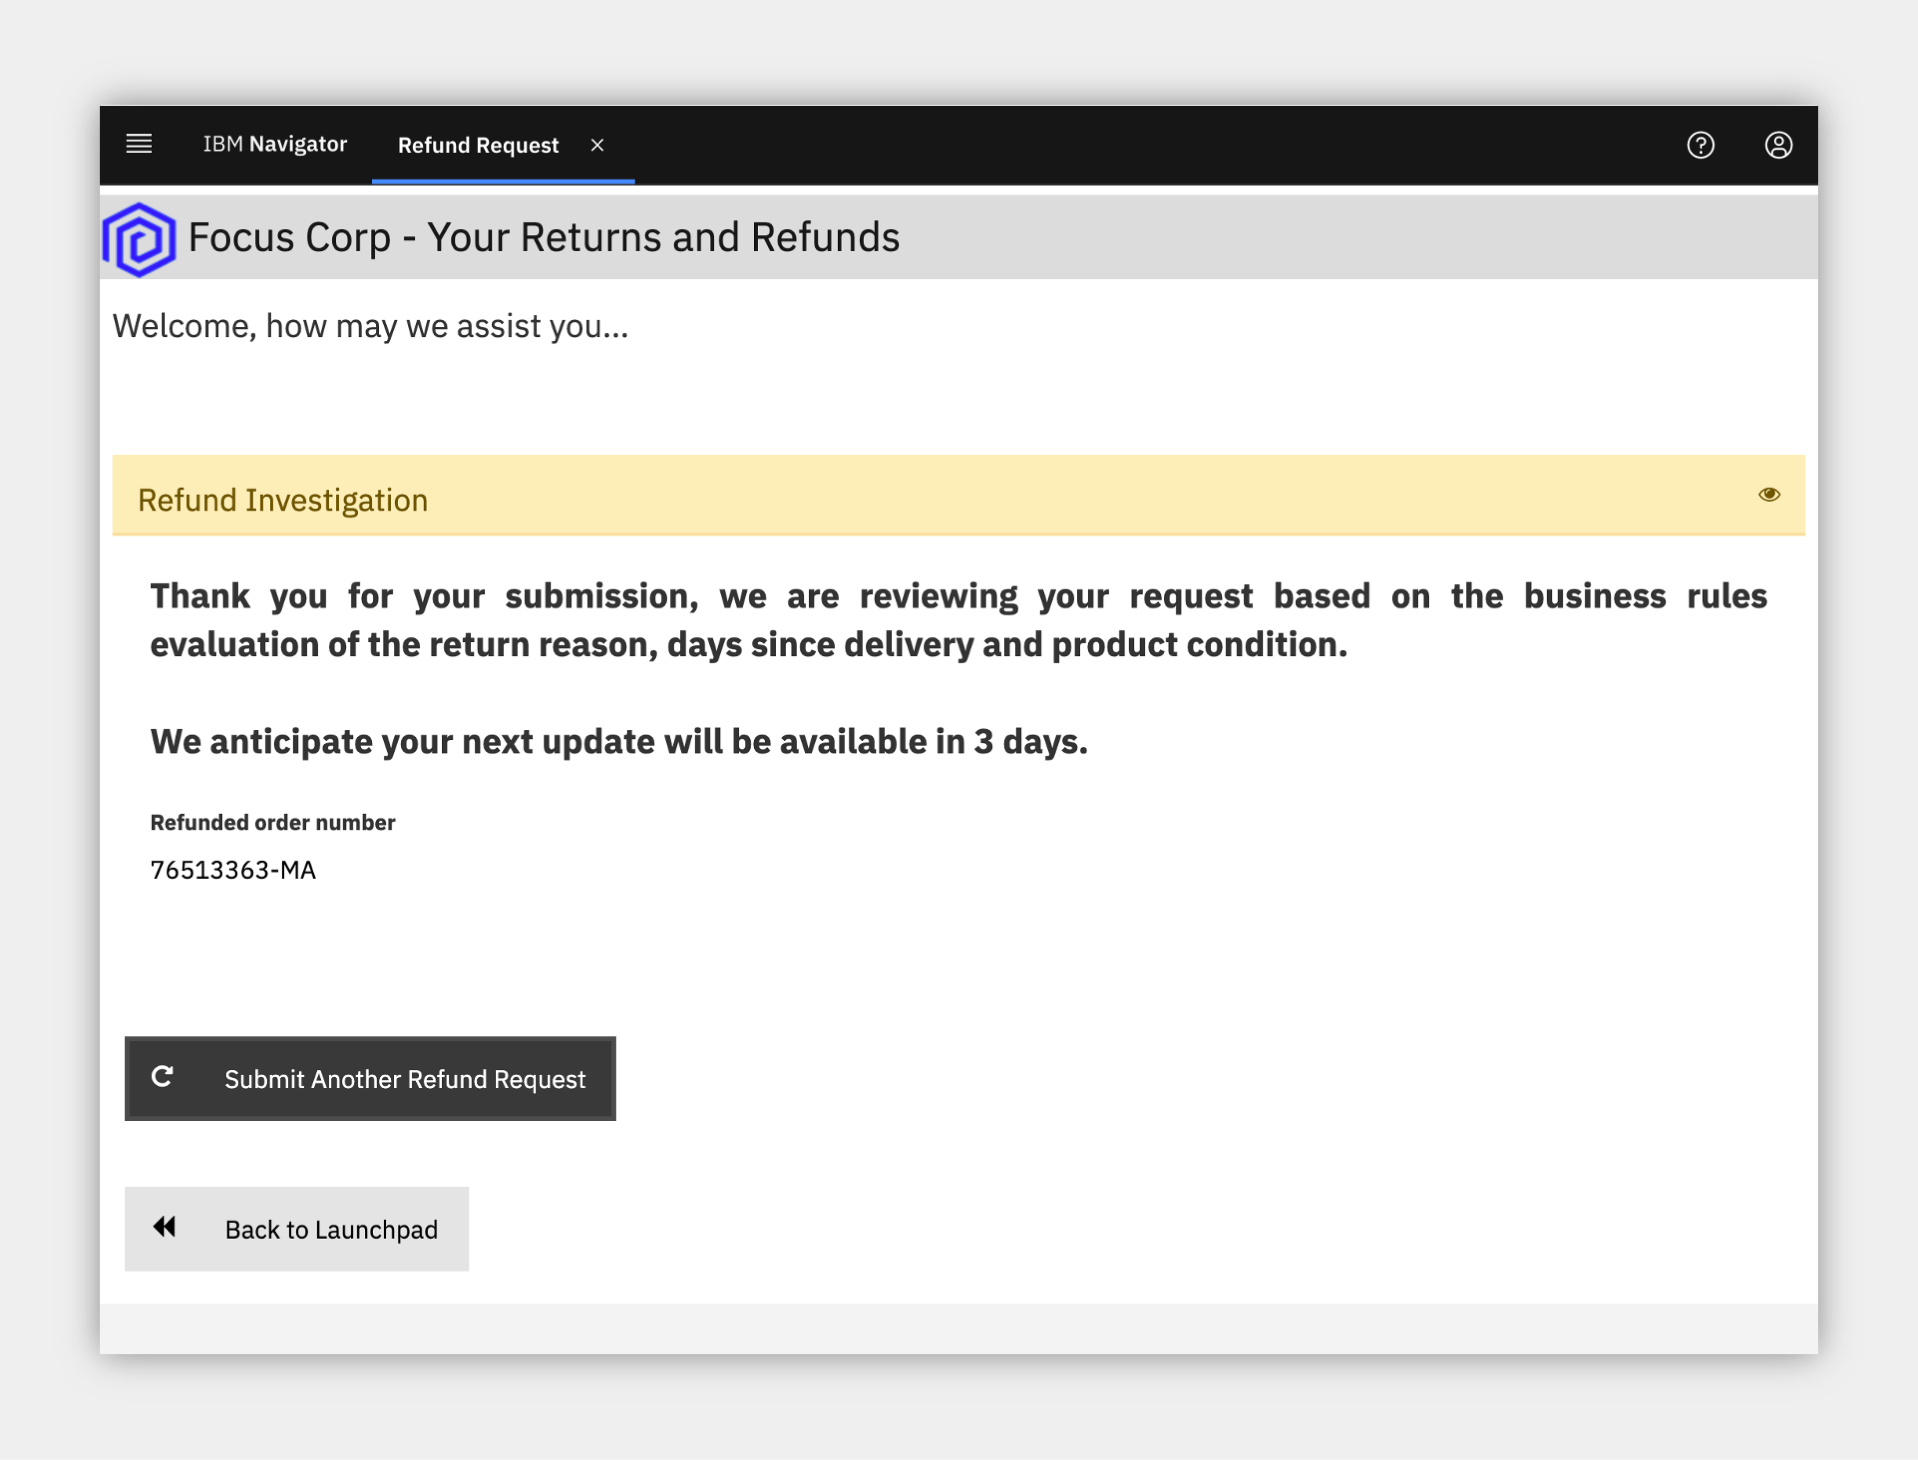 IBM Navigator
Refund Request
Focus Corp - Your Returns and Refunds
Welcome, how may we assist you...
Refund Investigation
Thank you for your submission, we are reviewing your request based on the business rules
evaluation of the return reason, days since delivery and product condition.
We anticipate your next update will be available in 3 days.
Refunded order number
76513363-MA
Submit Another Refund Request
Back to Launchpad